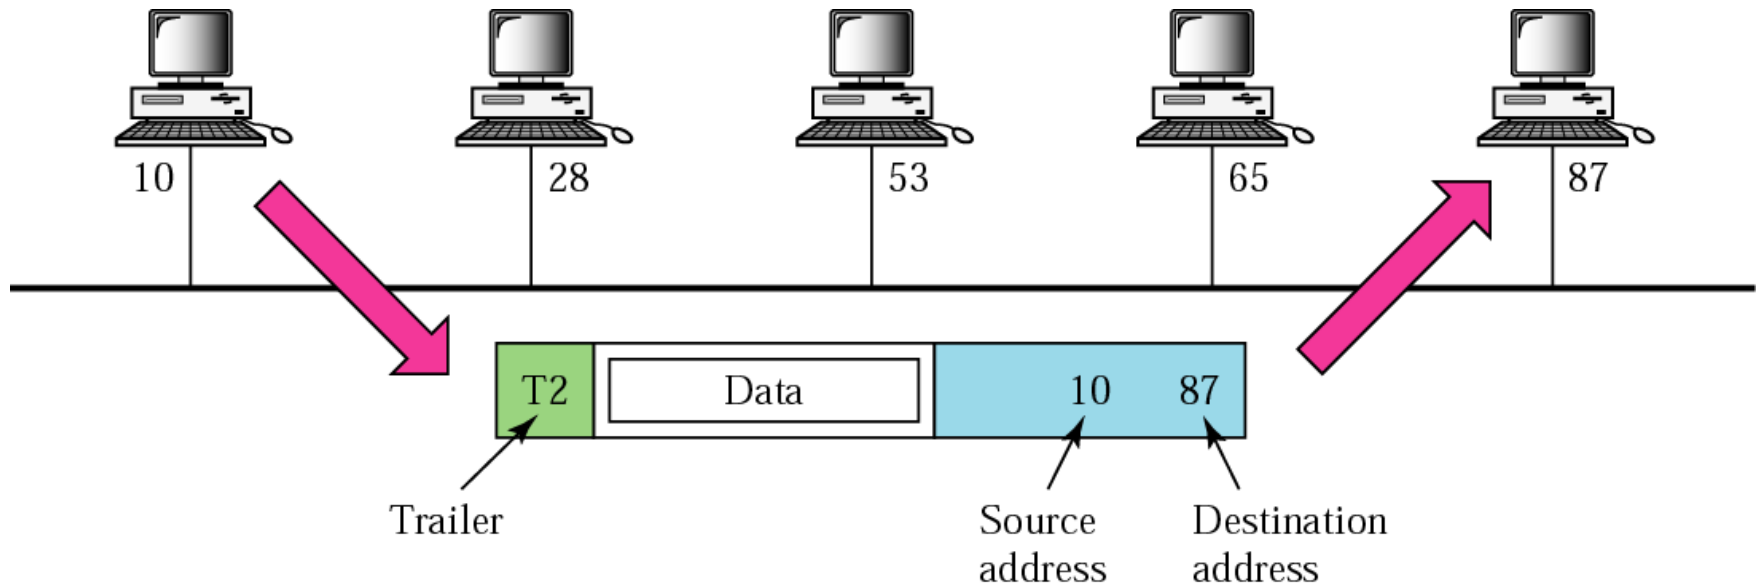 10 28 53 65 87
T2 Data 10 87
Trailer Source address Destination address